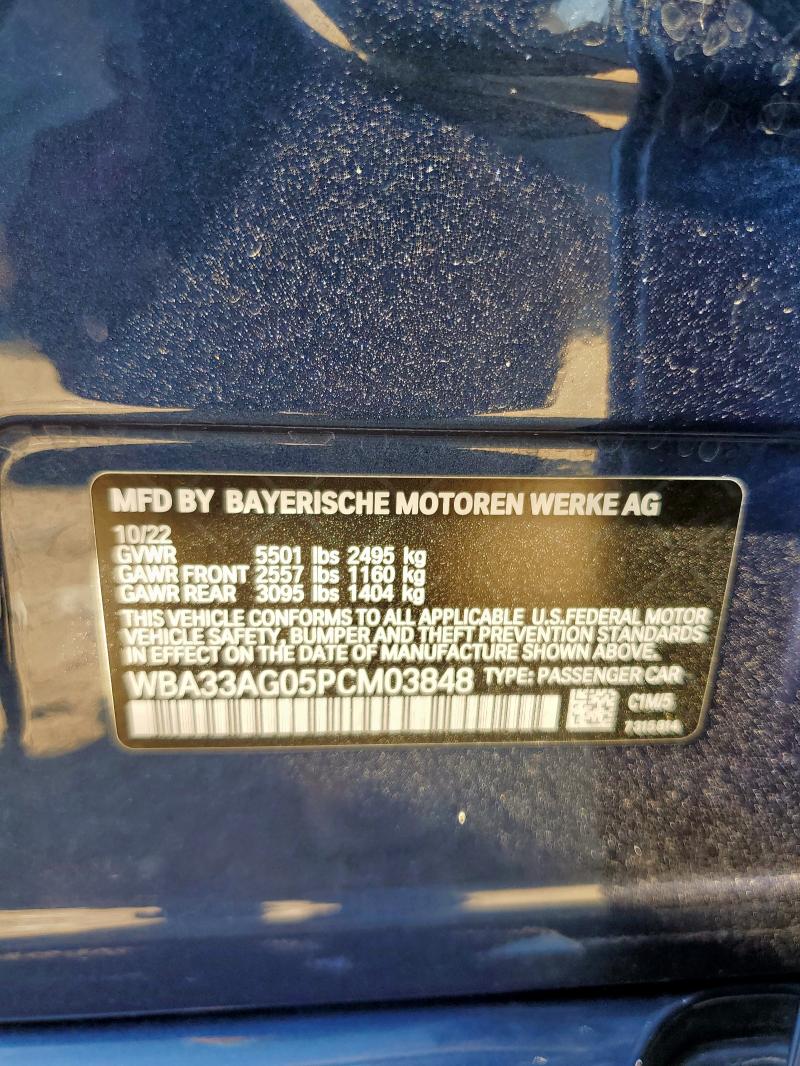 MFD BY BAYERISCHE MOTOREN WERKE AG
10/22
GVWR 5501 lbs 2495 kg
GAWR FRONT 2557 lbs 1160 kg
GAWR REAR 3095 lbs 1404 kg
THIS VEHICLE CONFORMS TO ALL APPLICABLE U.S.FEDERAL MOTOR
VEHICLE SAFETY, BUMPER AND THEFT PREVENTION STANDARDS
IN EFFECT ON THE DATE OF MANUFACTURE SHOWN ABOVE.
WBA33AG05PCM03848 TYPE: PASSENGER CAR